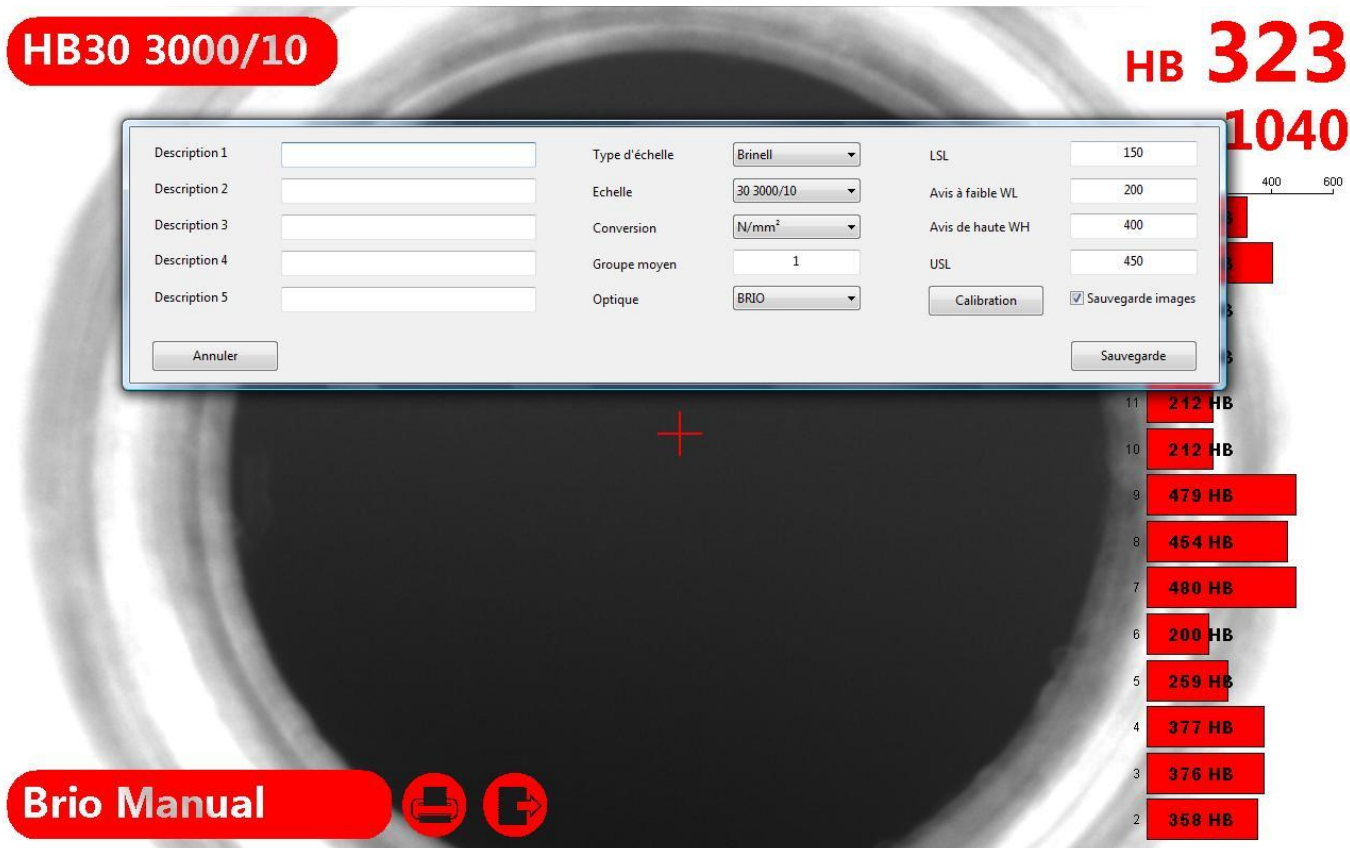 HB30 3000/10
HB 323
1040
400 600
Description 1
Description 2
Description 3
Description 4
Description 5
Annuler
Type d'échelle Brinell
Echelle 30 3000/10
Conversion N/mm²
Groupe moyen 1
Optique BRIO
LSL 150
Avis à faible WL 200
Avis de haute WH 400
USL 450
Calibration Sauvegarde images
Sauvegarde
11 212 HB
10 212 HB
9 479 HB
8 454 HB
7 480 HB
6 200 HB
5 259 HB
4 377 HB
3 376 HB
2 358 HB
Brio Manual